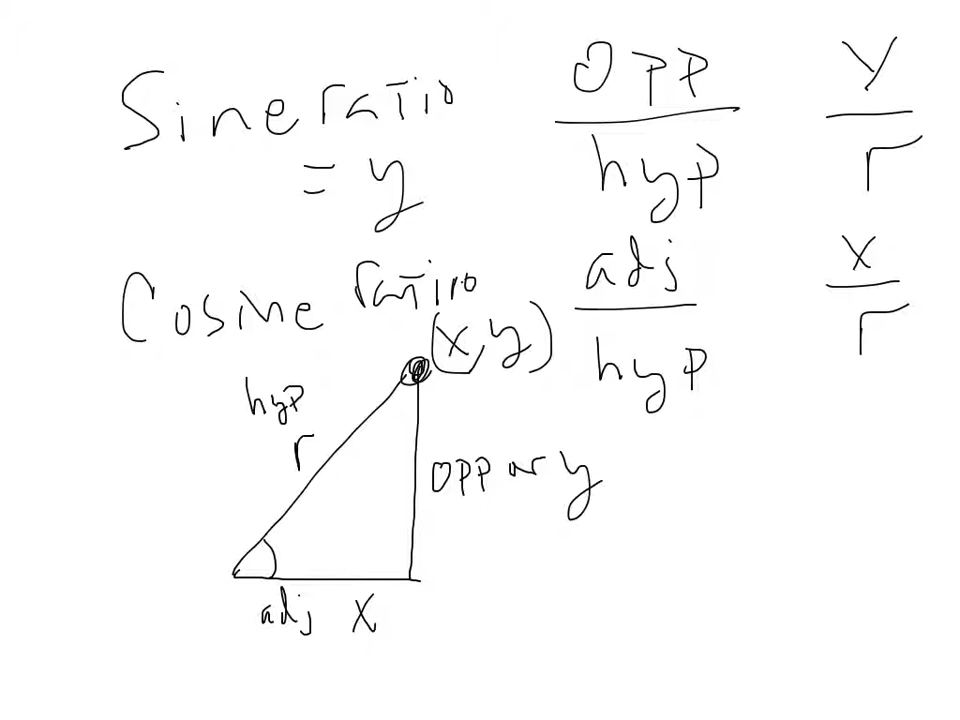 Sine ratio opp / hyp y / r
= y
Cosine ratio adj / hyp x / r
(x, y)
hyp
r
opp or y
adj x